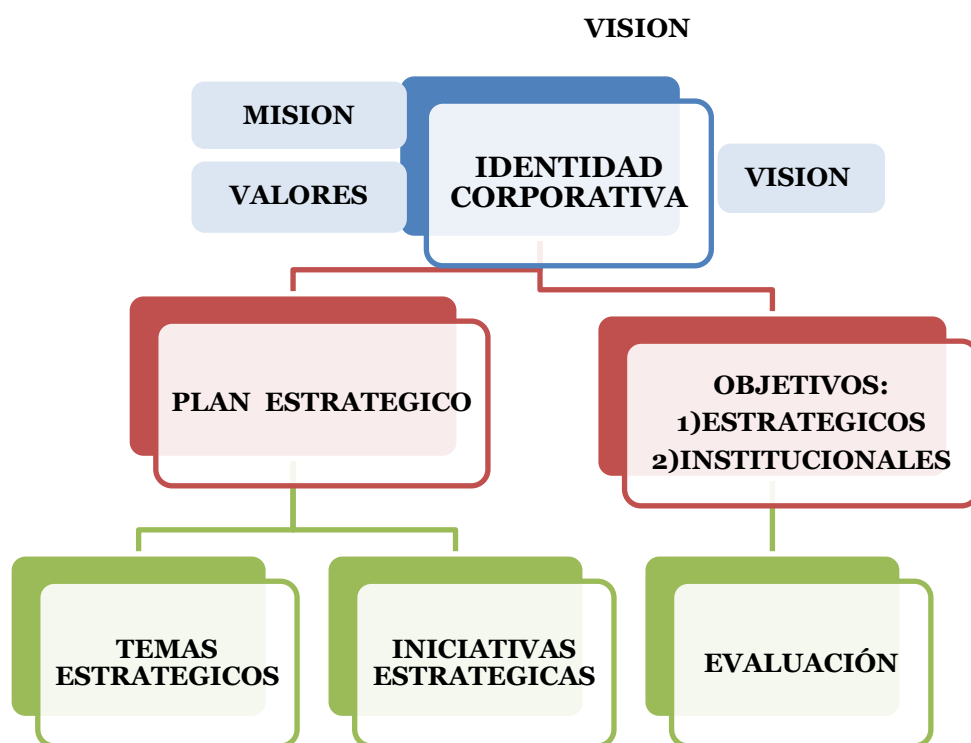 VISION
MISION
VALORES
IDENTIDAD
CORPORATIVA
VISION
PLAN ESTRATEGICO
OBJETIVOS:
1)ESTRATEGICOS
2)INSTITUCIONALES
TEMAS
ESTRATEGICOS
INICIATIVAS
ESTRATEGICAS
EVALUACIÓN